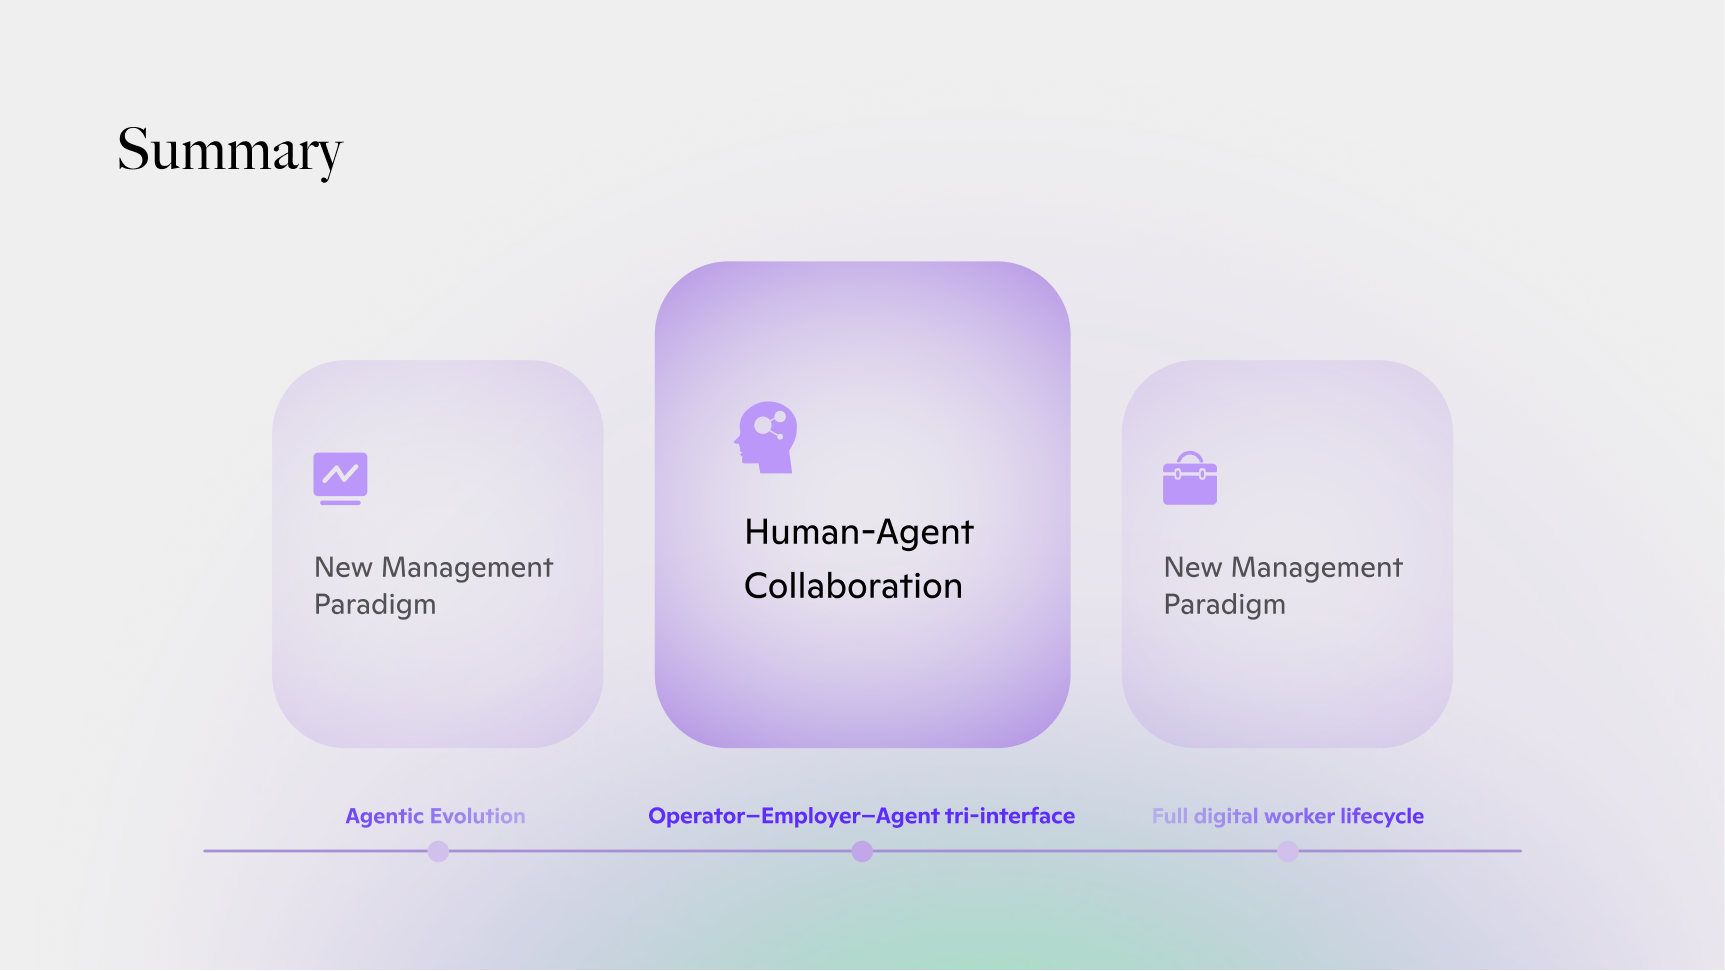 Summary
New Management
Paradigm
Human-Agent
Collaboration
New Management
Paradigm
Agentic Evolution
Operator–Employer–Agent tri-interface
Full digital worker lifecycle